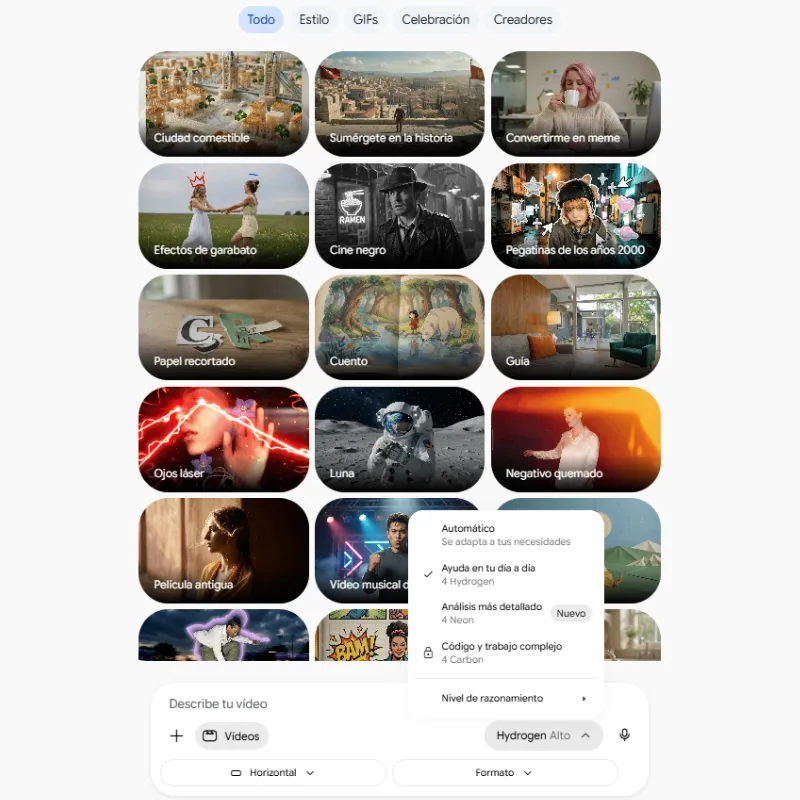 Todo
Estilo
GIFs
Celebración
Creadores
Ciudad comestible
Sumérgete en la historia
Convertirme en meme
RAMEN
Efectos de garabato
Cine negro
Pegatinas de los años 2000
Papel recortado
Cuento
Guía
Ojos láser
Luna
Negativo quemado
Película antigua
Vídeo musical d
BAM!
Automático
Se adapta a tus necesidades
Ayuda en tu día a día
4 Hydrogen
Análisis más detallado
4 Neon
Nuevo
Código y trabajo complejo
4 Carbon
Nivel de razonamiento
Describe tu vídeo
Vídeos
Hydrogen Alto
Horizontal
Formato